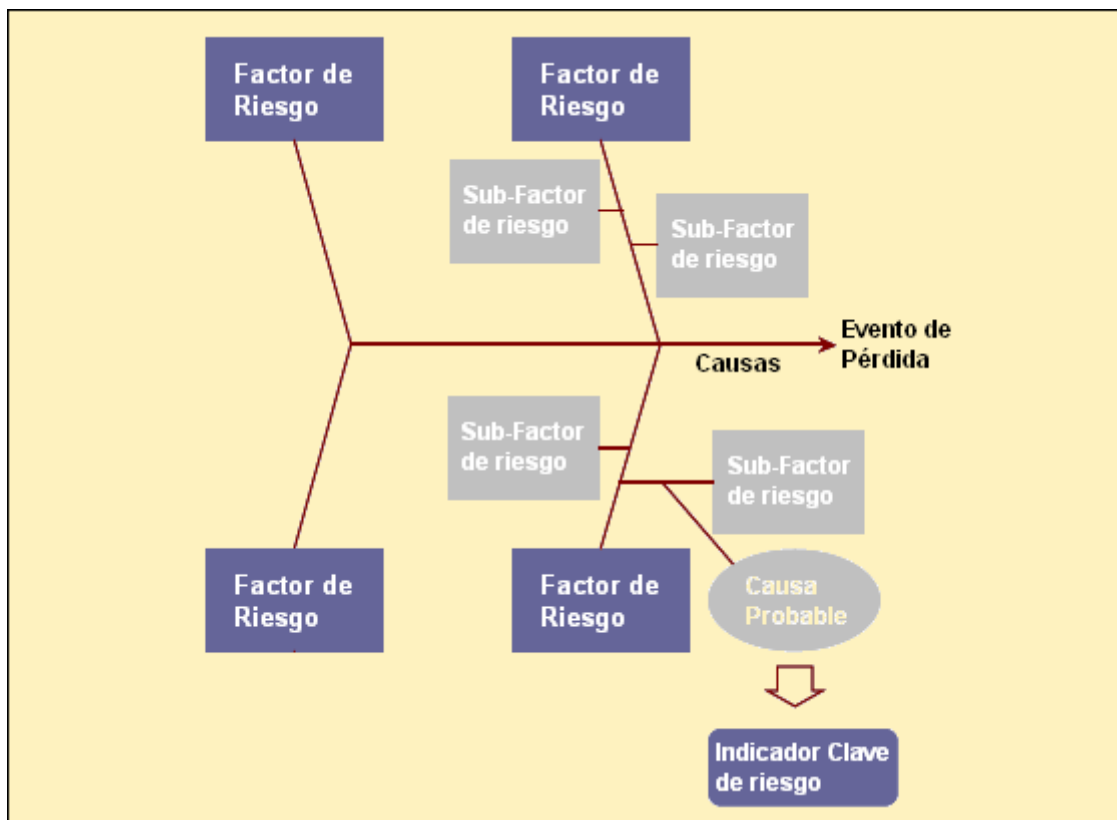 Factor de
Riesgo
Factor de
Riesgo
Sub-Factor
de riesgo
Sub-Factor
de riesgo
Evento de
Pérdida
Causas
Sub-Factor
de riesgo
Sub-Factor
de riesgo
Factor de
Riesgo
Factor de
Riesgo
Causa
Probable
Indicador Clave
de riesgo